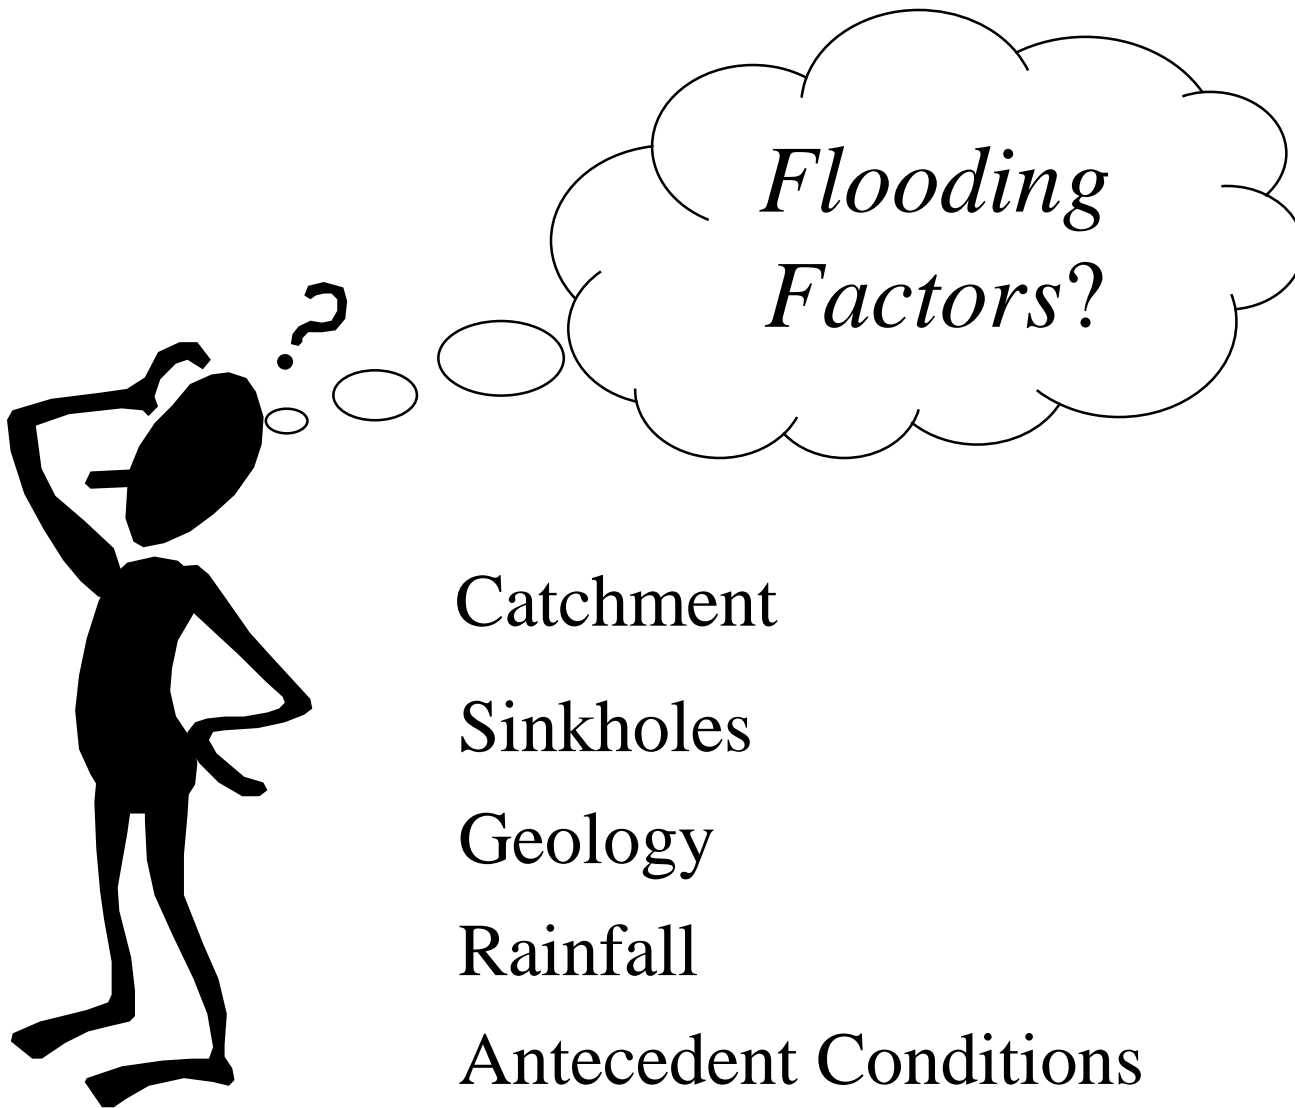 ?
Flooding
Factors?
Catchment
Sinkholes
Geology
Rainfall
Antecedent Conditions